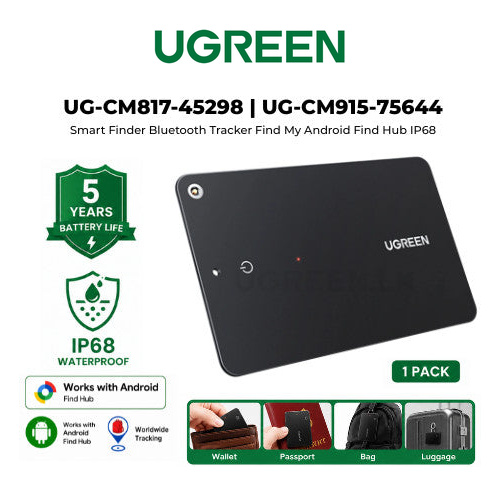 UGREEN
UG-CM817-45298 | UG-CM915-75644
Smart Finder Bluetooth Tracker Find My Android Find Hub IP68
5
YEARS
BATTERY LIFE
UGREEN
IP68
WATERPROOF
1 PACK
Works with Android
Find Hub
Works with
Android
Find Hub
Worldwide
Tracking
Wallet
Passport
Bag
Luggage